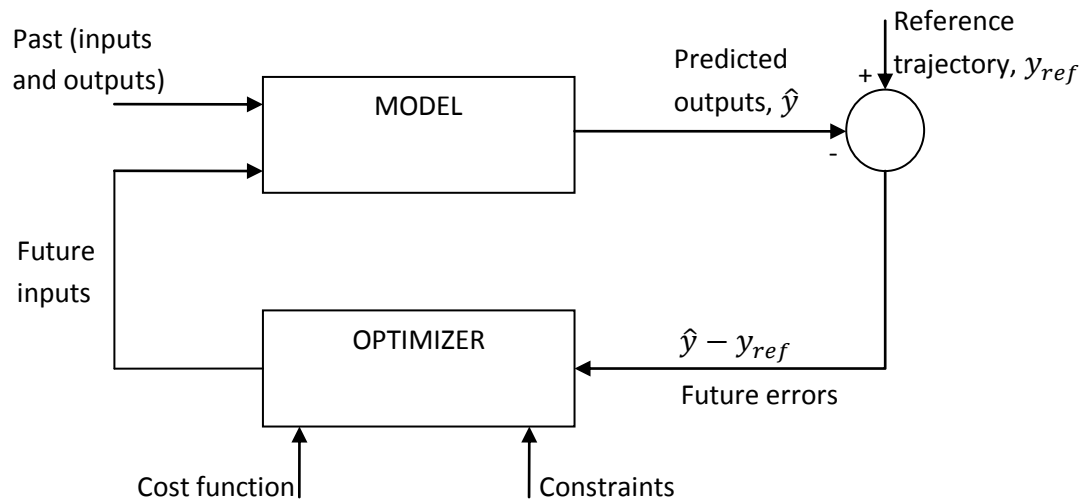 Past (inputs
and outputs)
MODEL
Predicted
outputs, ŷ
Reference
trajectory, y_ref
+
-
Future
inputs
OPTIMIZER
ŷ − y_ref
Future errors
Cost function
Constraints